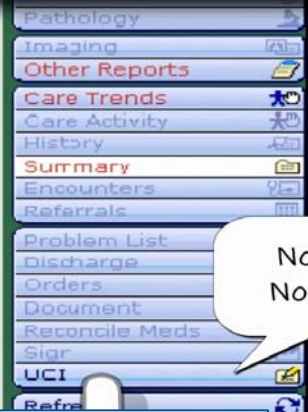 Pathology
Imaging
Other Reports
Care Trends
Care Activity
History
Summary
Encounters
Referrals
Problem List
Discharge
Orders
Document
Reconcile Meds
Sign
UCI
No
No
Refre